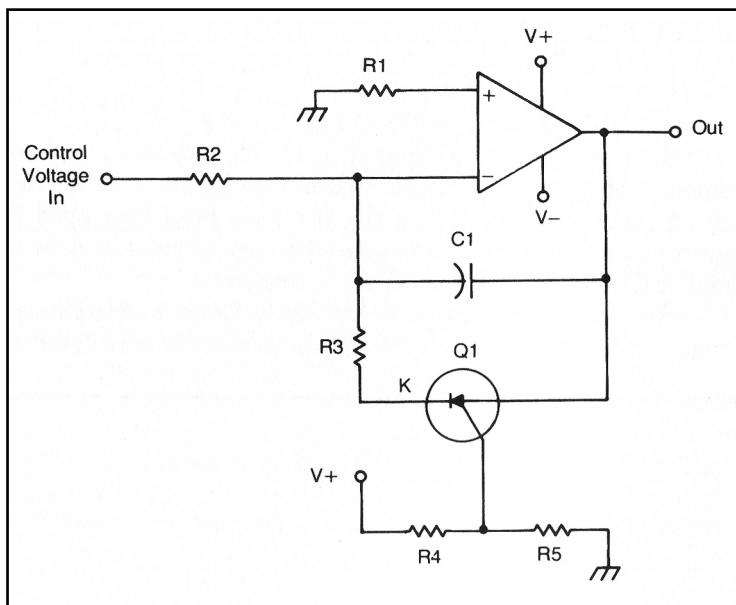 V+
R1
+
Out
Control
Voltage
In
R2
−
V−
C1
R3
Q1
K
V+
R4
R5